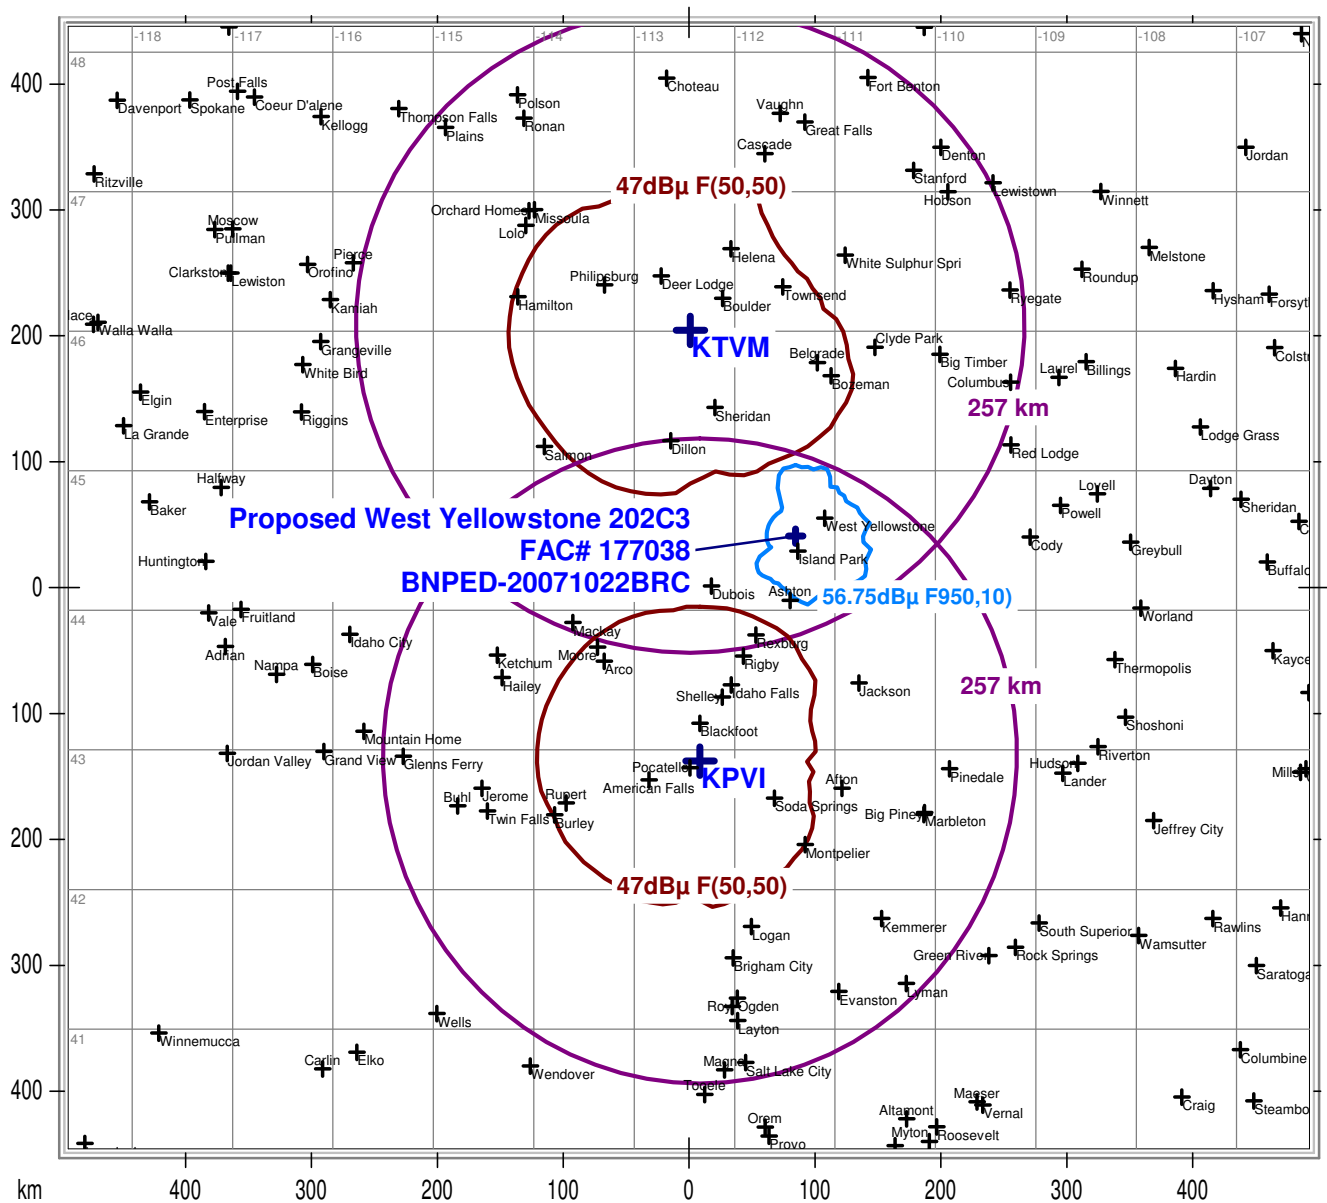 -118 -117 -116 -115 -114 -113 -112 -111 -110 -109 -108 -107
48
400
Choteau
Fort Benton
Post Falls
Davenport
Spokane
Coeur D'alene
Kellogg
Thompson Falls
Plains
Polson
Ronan
Vaughn
Great Falls
Cascade
Denton
Stanford
Hobson
Lewistown
Winnett
Jordan
Ritzville
47
300
47dBµ F(50,50)
Orchard Homes
Missoula
Lolo
Moscow
Pullman
Clarkston
Lewiston
Orofino
Pierce
Kamiah
Helena
White Sulphur Spri
Melstone
Roundup
Philipsburg
Deer Lodge
Townsend
Boulder
Hamilton
Ryegate
Hysham
Forsyth
200
lace
Walla Walla
46
KTVM
Grangeville
White Bird
Clyde Park
Belgrade
Big Timber
Bozeman
Columbus
Laurel
Billings
Hardin
Colstr
Elgin
Enterprise
Riggins
La Grande
Sheridan
257 km
Lodge Grass
Dillon
Salmon
Red Lodge
100
45
Halfway
Baker
Lovell
Powell
Dayton
Sheridan
Proposed West Yellowstone 202C3
FAC# 177038
BNPED-20071022BRC
West Yellowstone
Island Park
Cody
Greybull
Buffalo
Huntington
0
Dubois
Ashton
56.75dBµ F950,10)
Worland
44
Vale
Fruitland
Adrian
Idaho City
Nampa
Boise
Mackay
Moore
Arco
Ketchum
Hailey
Rexburg
Rigby
Idaho Falls
Shelley
Jackson
257 km
Thermopolis
Kayce
100
Blackfoot
Shoshoni
Mountain Home
43
Jordan Valley
Grand View
Glenns Ferry
Pocatello
KPVI
American Falls
Afton
Soda Springs
Pinedale
Riverton
Hudson
Lander
Mills
Buhl
Jerome
Twin Falls
Rupert
Burley
Big Piney
Marbleton
Jeffrey City
200
Montpelier
47dBµ F(50,50)
42
Logan
Kemmerer
South Superior
Wamsutter
Rawlins
Hann
Brigham City
Green River
Rock Springs
300
Saratoga
Evanston
Lyman
Roy
Ogden
Layton
Wells
41
Winnemucca
Carlin
Elko
Wendover
Magna
Salt Lake City
Columbine
400
Tooele
Maeser
Vernal
Altamont
Craig
Steambo
Orem
Provo
Myton
Roosevelt
km 400 300 200 100 0 100 200 300 400